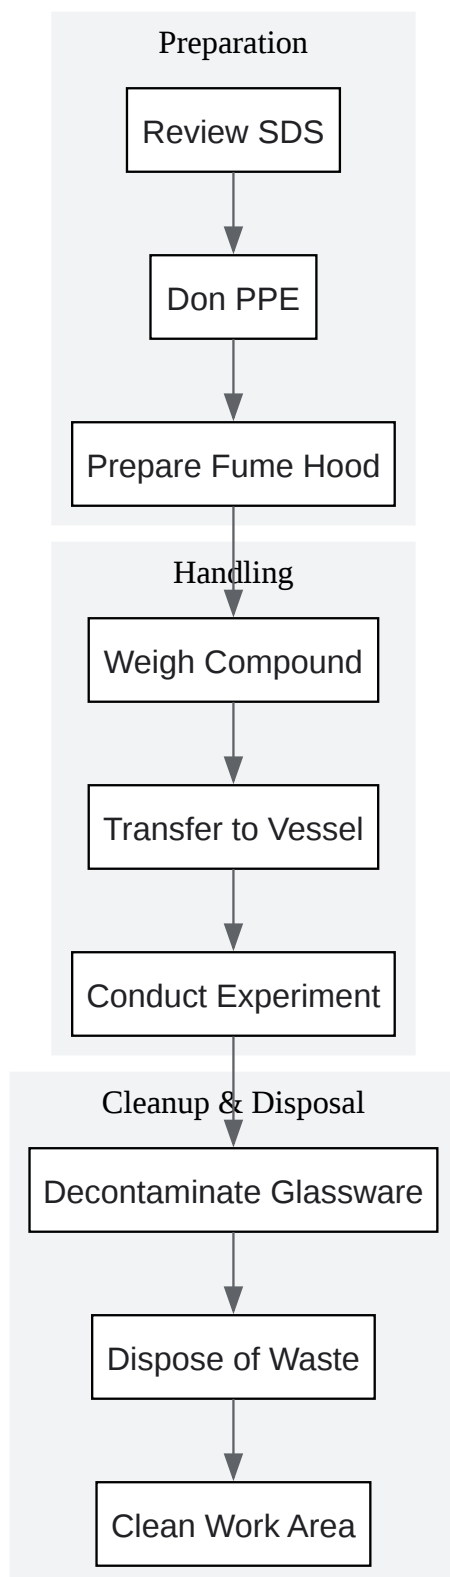 Preparation
Review SDS
Don PPE
Prepare Fume Hood
Handling
Weigh Compound
Transfer to Vessel
Conduct Experiment
Cleanup & Disposal
Decontaminate Glassware
Dispose of Waste
Clean Work Area